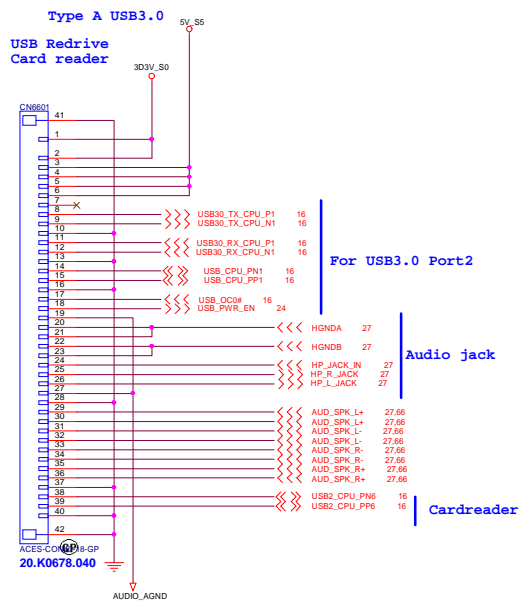 Type A USB3.0
5V_S5
USB Redrive
Card reader
3D3V_S0
CN6601
41
1
2
3
4
5
6
7
8 USB30_TX_CPU_P1 16
9 USB30_TX_CPU_N1 16
10
11 USB30_RX_CPU_P1 16
12 USB30_RX_CPU_N1 16
13
For USB3.0 Port2
14 USB_CPU_PN1 16
15 USB_CPU_PP1 16
16
17 USB_OC0# 16
18 USB_PWR_EN 24
19
20 HGNDA 27
21
22 HGNDB 27
23
Audio jack
24 HP_JACK_IN 27
25 HP_R_JACK 27
26 HP_L_JACK 27
27
28
29 AUD_SPK_L+ 27,66
30 AUD_SPK_L+ 27,66
31 AUD_SPK_L- 27,66
32 AUD_SPK_L- 27,66
33 AUD_SPK_R- 27,66
34 AUD_SPK_R- 27,66
35 AUD_SPK_R+ 27,66
36 AUD_SPK_R+ 27,66
37
38 USB2_CPU_PN6 16
39 USB2_CPU_PP6 16
Cardreader
40
42
20.K0678.040
AUDIO_AGND